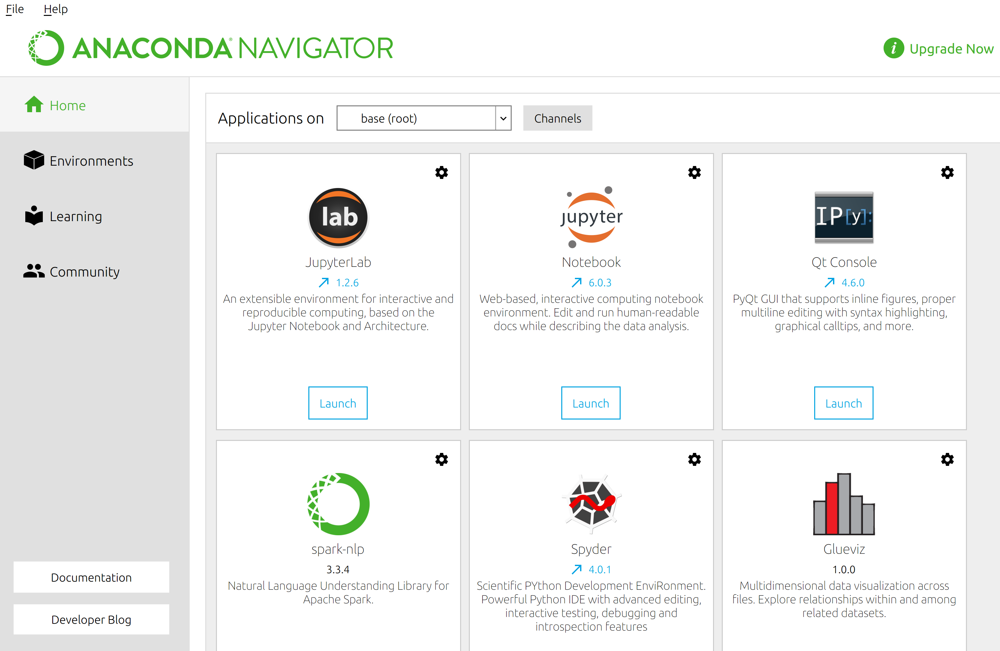 File Help
ANACONDA® NAVIGATOR
i Upgrade Now
Home
Environments
Learning
Community
Documentation
Developer Blog
Applications on base (root) Channels
lab
JupyterLab
1.2.6
An extensible environment for interactive and
reproducible computing, based on the
Jupyter Notebook and Architecture.
Launch
jupyter
Notebook
6.0.3
Web-based, interactive computing notebook
environment. Edit and run human-readable
docs while describing the data analysis.
Launch
IP[y]:
Qt Console
4.6.0
PyQt GUI that supports inline figures, proper
multiline editing with syntax highlighting,
graphical calltips, and more.
Launch
spark-nlp
3.3.4
Natural Language Understanding Library for
Apache Spark.
Spyder
4.0.1
Scientific PYthon Development EnviRonment.
Powerful Python IDE with advanced editing,
interactive testing, debugging and
introspection features
Glueviz
1.0.0
Multidimensional data visualization across
files. Explore relationships within and among
related datasets.